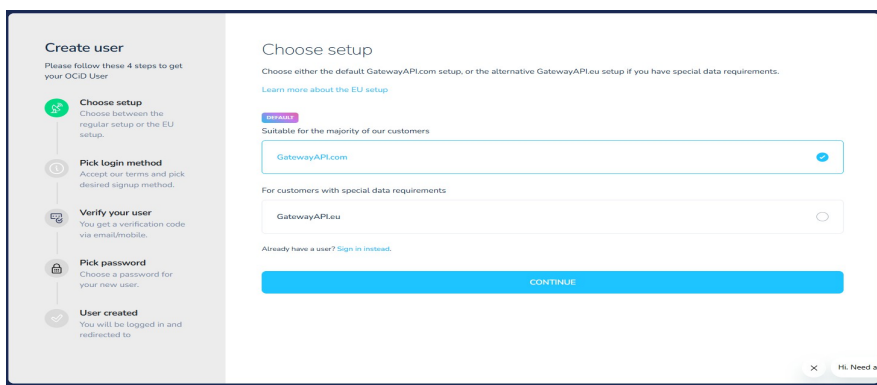 Create user
Please follow these 4 steps to get
your OCiD User
Choose setup
Choose between the
regular setup or the EU
setup.
Pick login method
Accept our terms and pick
desired signup method.
Verify your user
You get a verification code
via email/mobile.
Pick password
Choose a password for
your new user.
User created
You will be logged in and
redirected to
Choose setup
Choose either the default GatewayAPI.com setup, or the alternative GatewayAPI.eu setup if you have special data requirements.
Learn more about the EU setup
DEFAULT
Suitable for the majority of our customers
GatewayAPI.com
For customers with special data requirements
GatewayAPI.eu
Already have a user? Sign in instead.
CONTINUE
Hi. Need a